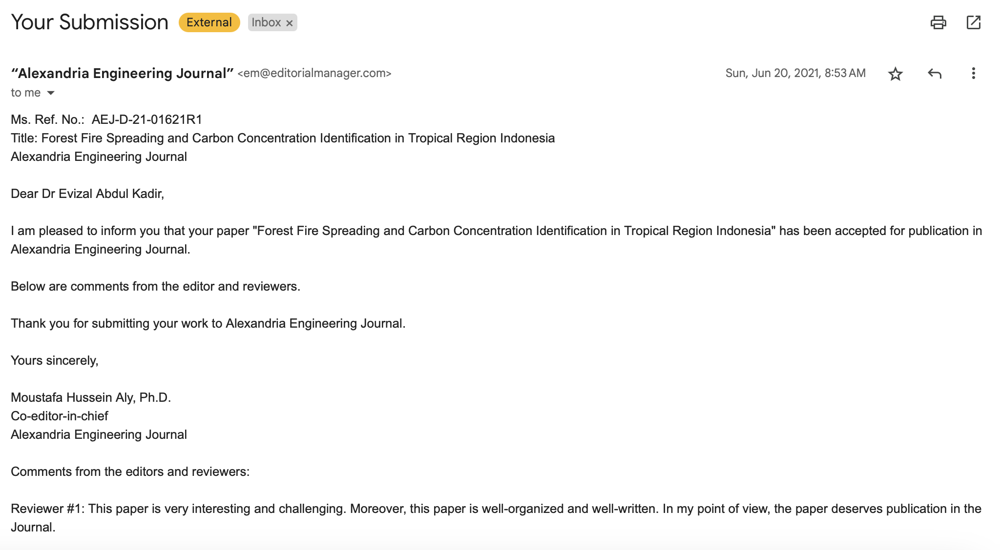 Your Submission External Inbox ×
“Alexandria Engineering Journal” <em@editorialmanager.com> Sun, Jun 20, 2021, 8:53 AM
to me
Ms. Ref. No.:  AEJ-D-21-01621R1
Title: Forest Fire Spreading and Carbon Concentration Identification in Tropical Region Indonesia
Alexandria Engineering Journal
Dear Dr Evizal Abdul Kadir,
I am pleased to inform you that your paper "Forest Fire Spreading and Carbon Concentration Identification in Tropical Region Indonesia" has been accepted for publication in
Alexandria Engineering Journal.
Below are comments from the editor and reviewers.
Thank you for submitting your work to Alexandria Engineering Journal.
Yours sincerely,
Moustafa Hussein Aly, Ph.D.
Co-editor-in-chief
Alexandria Engineering Journal
Comments from the editors and reviewers:
Reviewer #1: This paper is very interesting and challenging. Moreover, this paper is well-organized and well-written. In my point of view, the paper deserves publication in the
Journal.